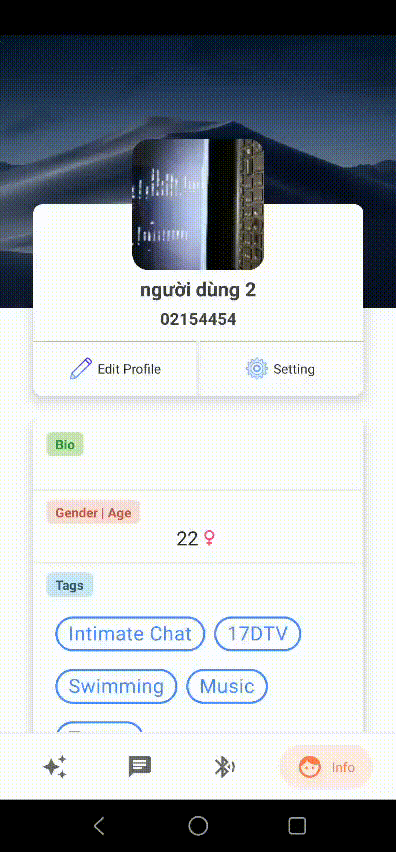 người dùng 2
02154454
Edit Profile
Setting
Bio
Gender | Age
22
Tags
Intimate Chat
17DTV
Swimming
Music
Info